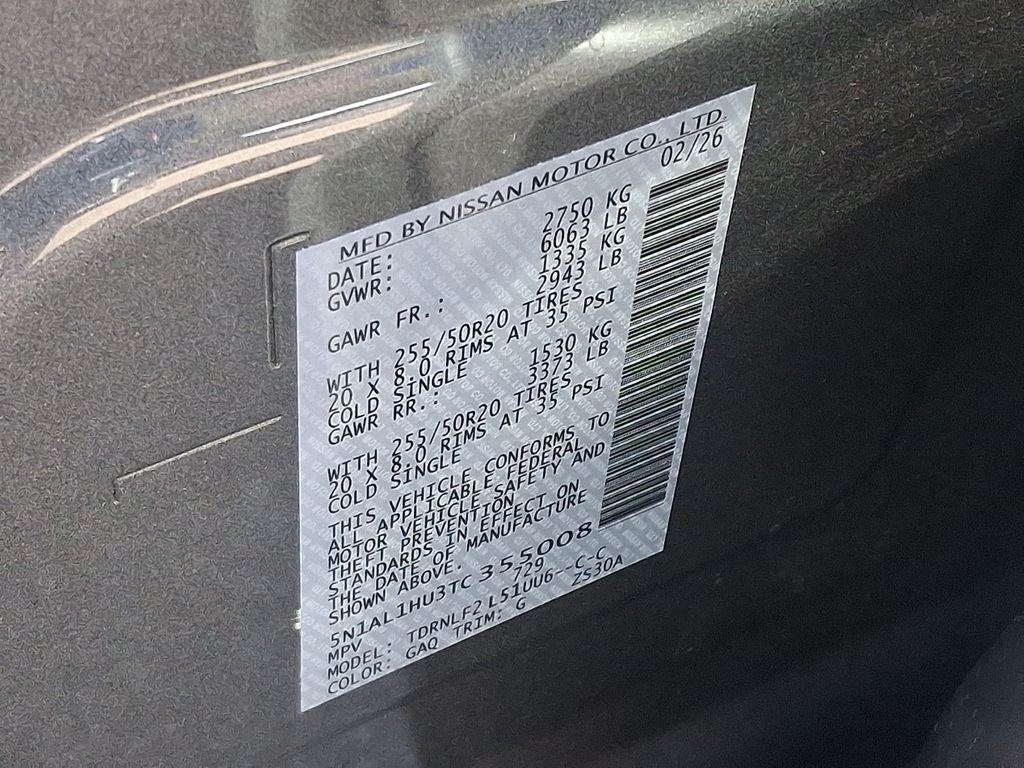 MFD BY NISSAN MOTOR CO., LTD.
DATE: 02/26
GVWR: 2750 KG
6063 LB
GAWR FR.: 1335 KG
2943 LB
WITH 255/50R20 TIRES
20 X 8.0 RIMS AT 35 PSI
COLD SINGLE
GAWR RR.: 1530 KG
3373 LB
WITH 255/50R20 TIRES
20 X 8.0 RIMS AT 35 PSI
COLD SINGLE
THIS VEHICLE CONFORMS TO
ALL APPLICABLE FEDERAL
MOTOR VEHICLE SAFETY AND
THEFT PREVENTION
STANDARDS IN EFFECT ON
THE DATE OF MANUFACTURE
SHOWN ABOVE.
5N1AL1HU3TC355008
MPV 729
MODEL: TDRNLF2 L51UU6--C-C
COLOR: GAQ TRIM: G ZS30A